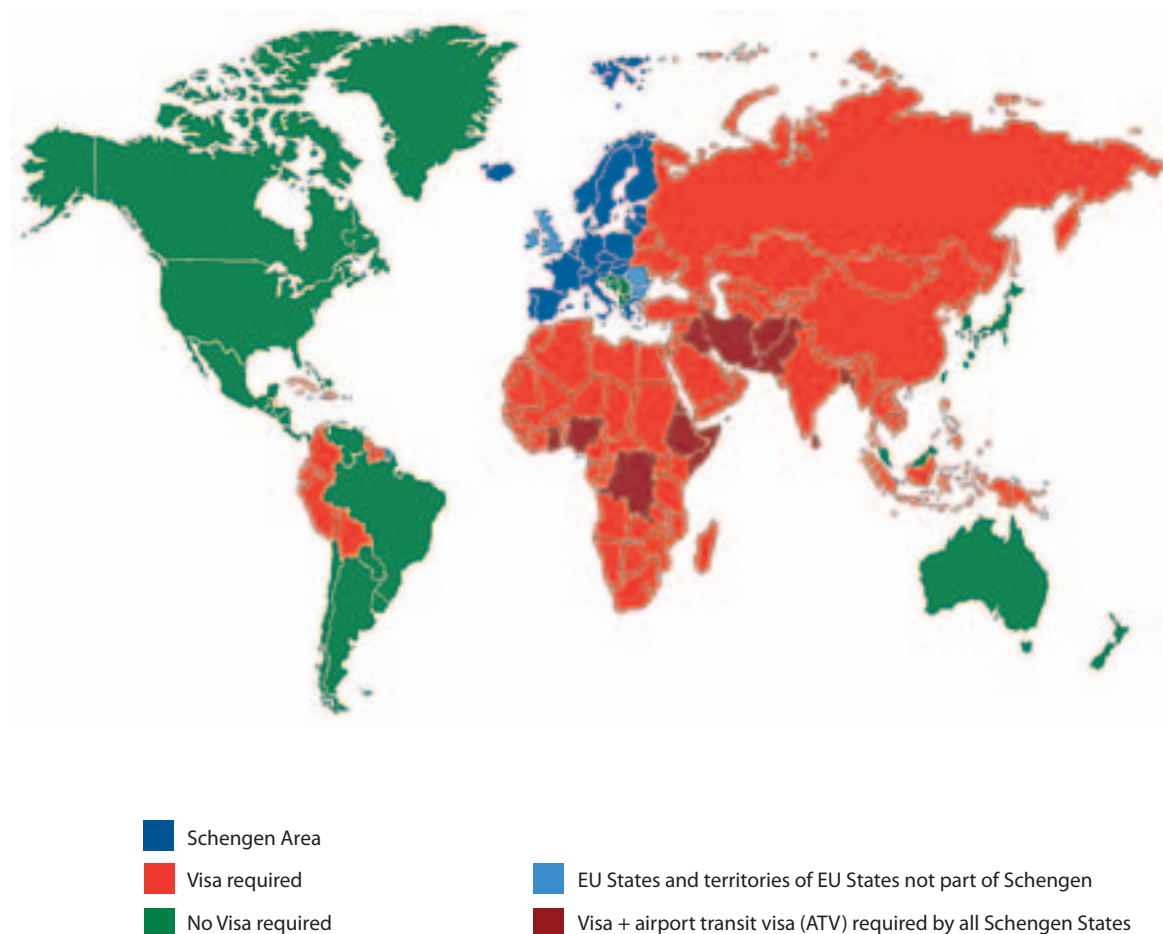 Schengen Area
Visa required
No Visa required
EU States and territories of EU States not part of Schengen
Visa + airport transit visa (ATV) required by all Schengen States